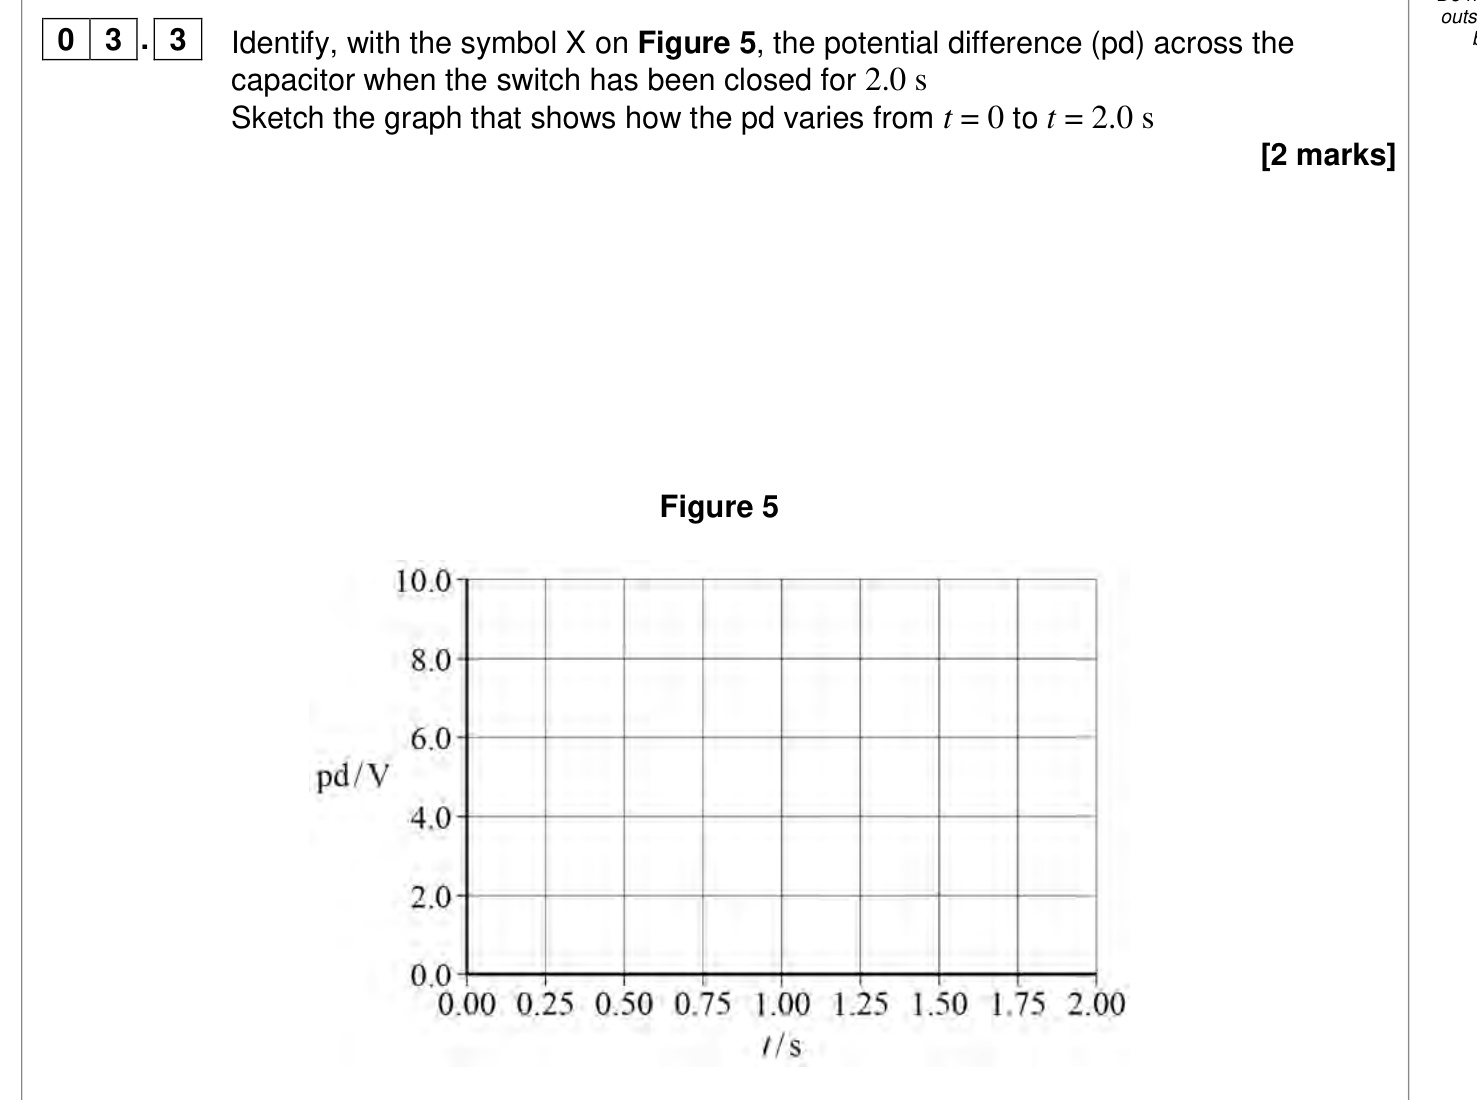 0 3 . 3 Identify, with the symbol X on Figure 5, the potential difference (pd) across the
capacitor when the switch has been closed for 2.0 s
Sketch the graph that shows how the pd varies from t = 0 to t = 2.0 s
[2 marks]
outs
Figure 5
10.0
8.0
6.0
pd / V
4.0
2.0
0.0
0.00 0.25 0.50 0.75 1.00 1.25 1.50 1.75 2.00
t / s